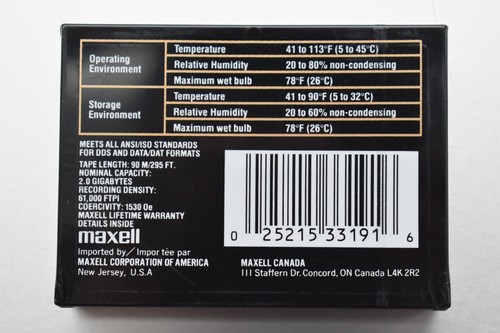 Operating Environment Temperature 41 to 113°F (5 to 45°C)
Relative Humidity 20 to 80% non-condensing
Maximum wet bulb 78°F (26°C)
Storage Environment Temperature 41 to 90°F (5 to 32°C)
Relative Humidity 20 to 60% non-condensing
Maximum wet bulb 78°F (26°C)
MEETS ALL ANSI/ISO STANDARDS
FOR DDS AND DATA/DAT FORMATS
TAPE LENGTH: 90 M/295 FT.
NOMINAL CAPACITY:
2.0 GIGABYTES
RECORDING DENSITY:
61,000 FTPI
COERCIVITY: 1530 Oe
MAXELL LIFETIME WARRANTY
DETAILS INSIDE
maxell
Imported by/Importée par
MAXELL CORPORATION OF AMERICA
New Jersey, U.S.A
0 25215 33191 6
MAXELL CANADA
111 Staffern Dr. Concord, ON Canada L4K 2R2